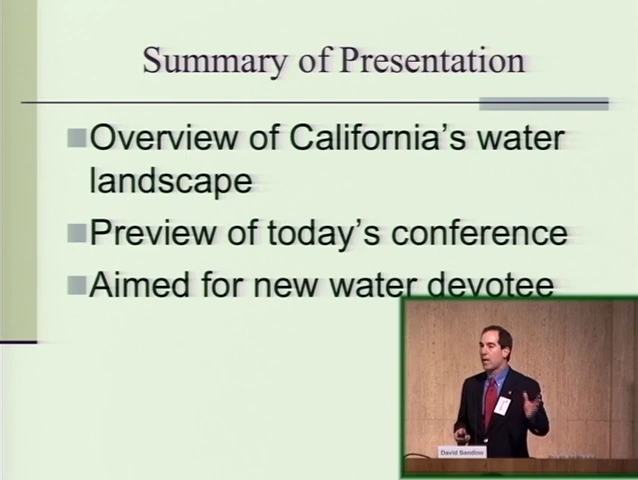 Summary of Presentation
Overview of California's water
landscape
Preview of today's conference
Aimed for new water devotee
David Sandino